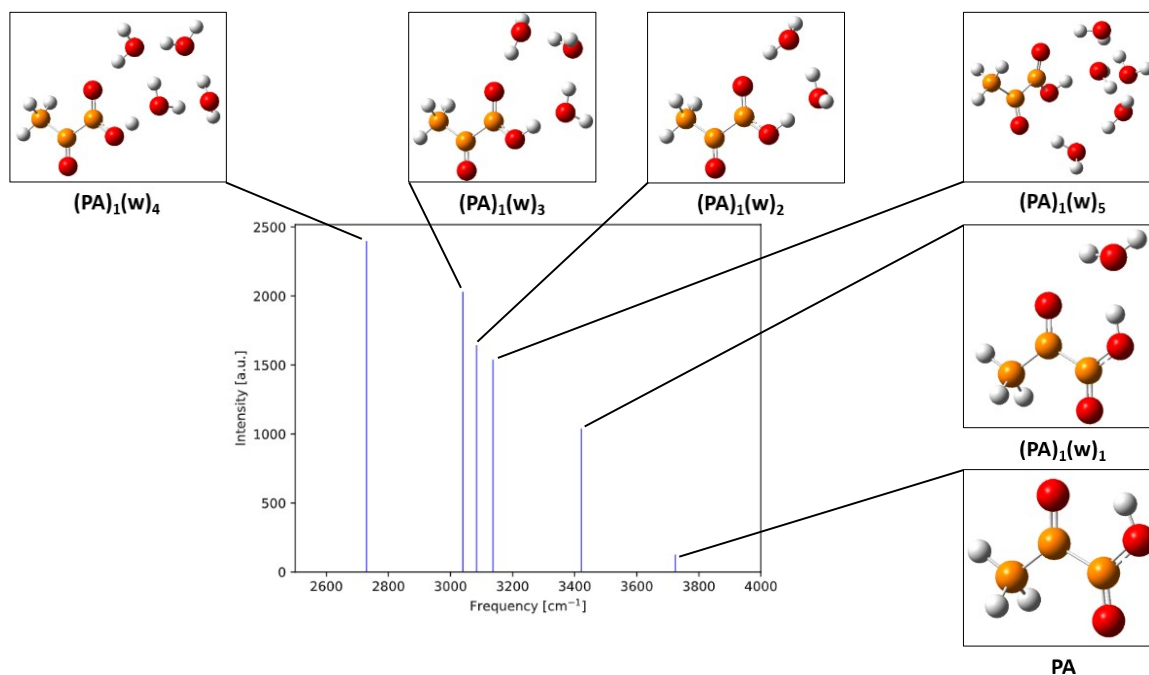 (PA)₁(w)₄
(PA)₁(w)₃
(PA)₁(w)₂
(PA)₁(w)₅
(PA)₁(w)₁
PA
Intensity [a.u.]
2500
2000
1500
1000
500
0
2600
2800
3000
3200
3400
3600
3800
4000
Frequency [cm⁻¹]